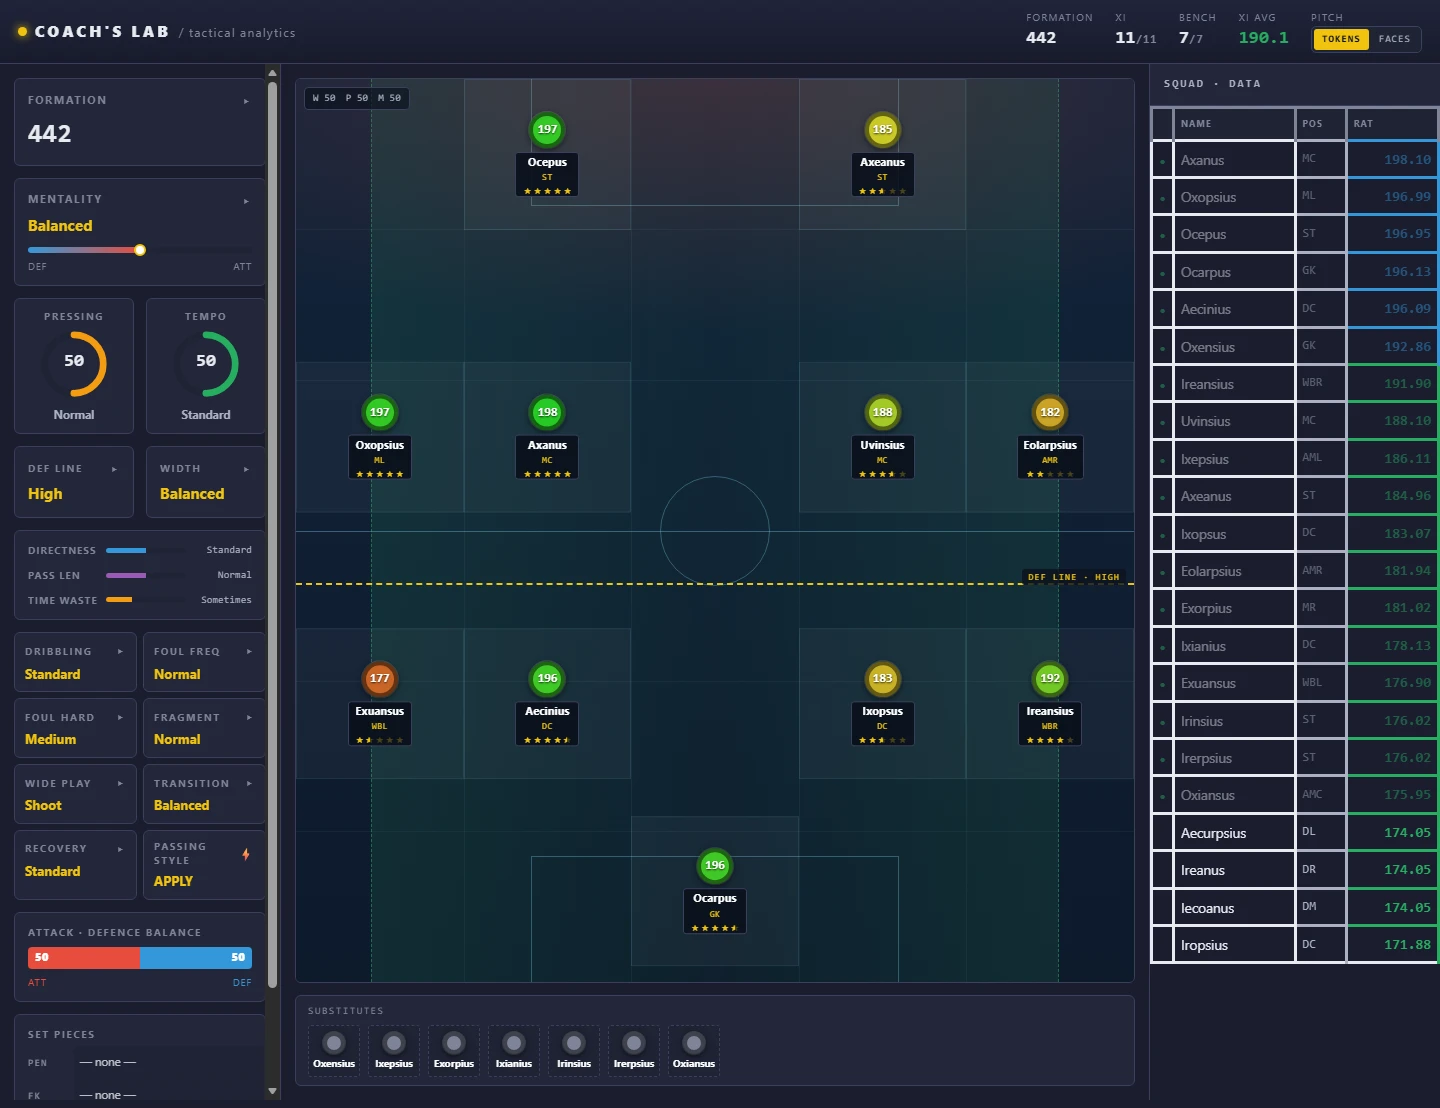 COACH'S LAB / tactical analytics
FORMATION
442
XI
11/11
BENCH
7/7
XI AVG
190.1
PITCH
TOKENS FACES
FORMATION
442
MENTALITY
Balanced
DEF ATT
PRESSING
50
Normal
TEMPO
50
Standard
DEF LINE
High
WIDTH
Balanced
DIRECTNESS Standard
PASS LEN Normal
TIME WASTE Sometimes
DRIBBLING
Standard
FOUL FREQ
Normal
FOUL HARD
Medium
FRAGMENT
Normal
WIDE PLAY
Shoot
TRANSITION
Balanced
RECOVERY
Standard
PASSING STYLE
APPLY
ATTACK · DEFENCE BALANCE
50 50
ATT DEF
SET PIECES
PEN — none —
FK — none —
W 50 P 50 M 50
197
Ocepus
ST
185
Axeanus
ST
197
Oxopsius
ML
198
Axanus
MC
188
Uvinsius
MC
182
Eolarpsius
AMR
DEF LINE · HIGH
177
Exuansus
WBL
196
Aecinius
DC
183
Ixopsus
DC
192
Ireansius
WBR
196
Ocarpus
GK
SUBSTITUTES
Oxensius
Ixepsius
Exorpius
Ixianius
Irinsius
Irerpsius
Oxiansus
SQUAD · DATA
NAME POS RAT
Axanus MC 198.10
Oxopsius ML 196.99
Ocepus ST 196.95
Ocarpus GK 196.13
Aecinius DC 196.09
Oxensius GK 192.86
Ireansius WBR 191.90
Uvinsius MC 188.10
Ixepsius AML 186.11
Axeanus ST 184.96
Ixopsus DC 183.07
Eolarpsius AMR 181.94
Exorpius MR 181.02
Ixianius DC 178.13
Exuansus WBL 176.90
Irinsius ST 176.02
Irerpsius ST 176.02
Oxiansus AMC 175.95
Aecurpsius DL 174.05
Ireanus DR 174.05
Iecoanus DM 174.05
Iropsius DC 171.88